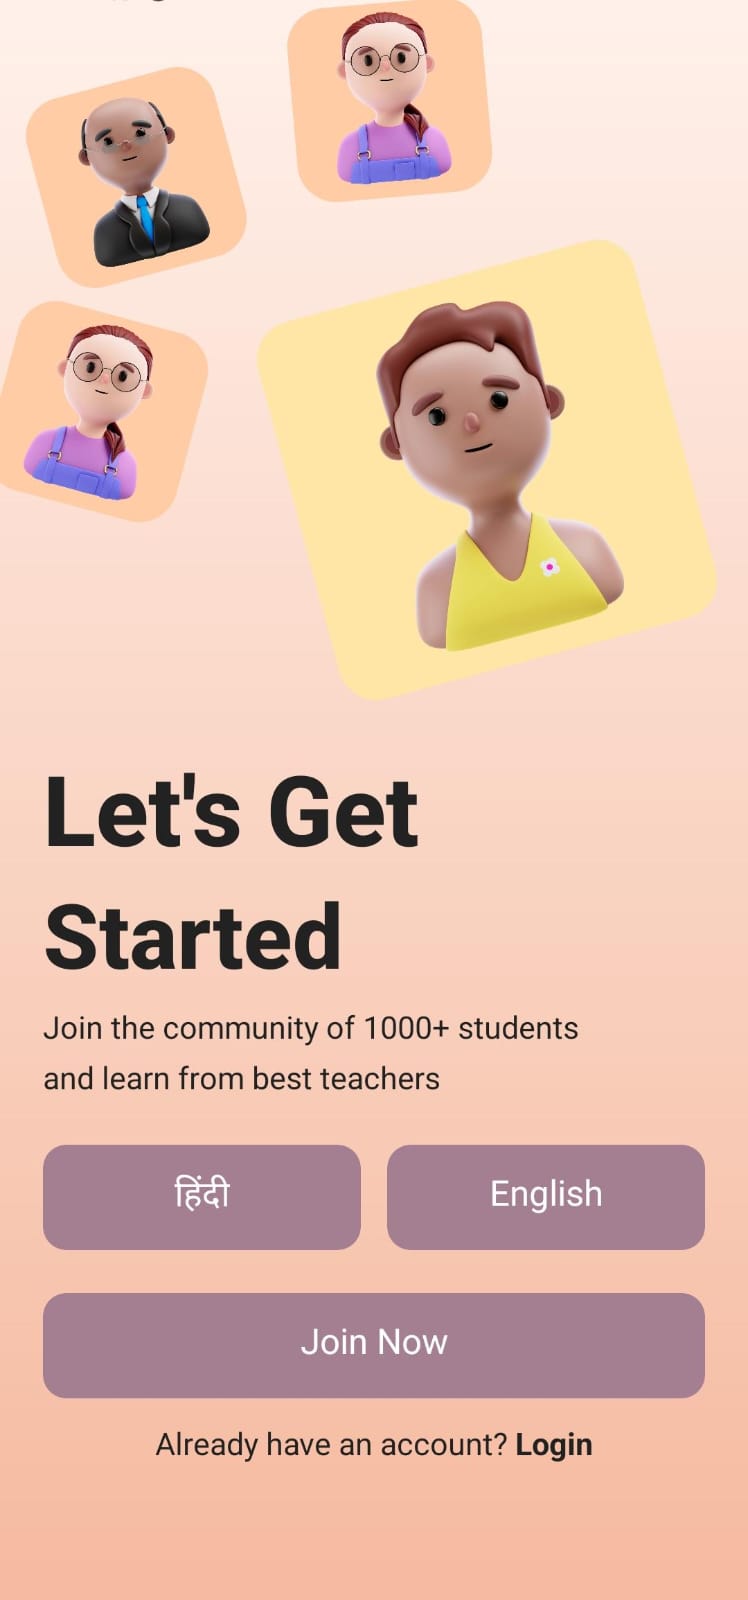 Let's Get
Started
Join the community of 1000+ students
and learn from best teachers
हिंदी
English
Join Now
Already have an account? Login